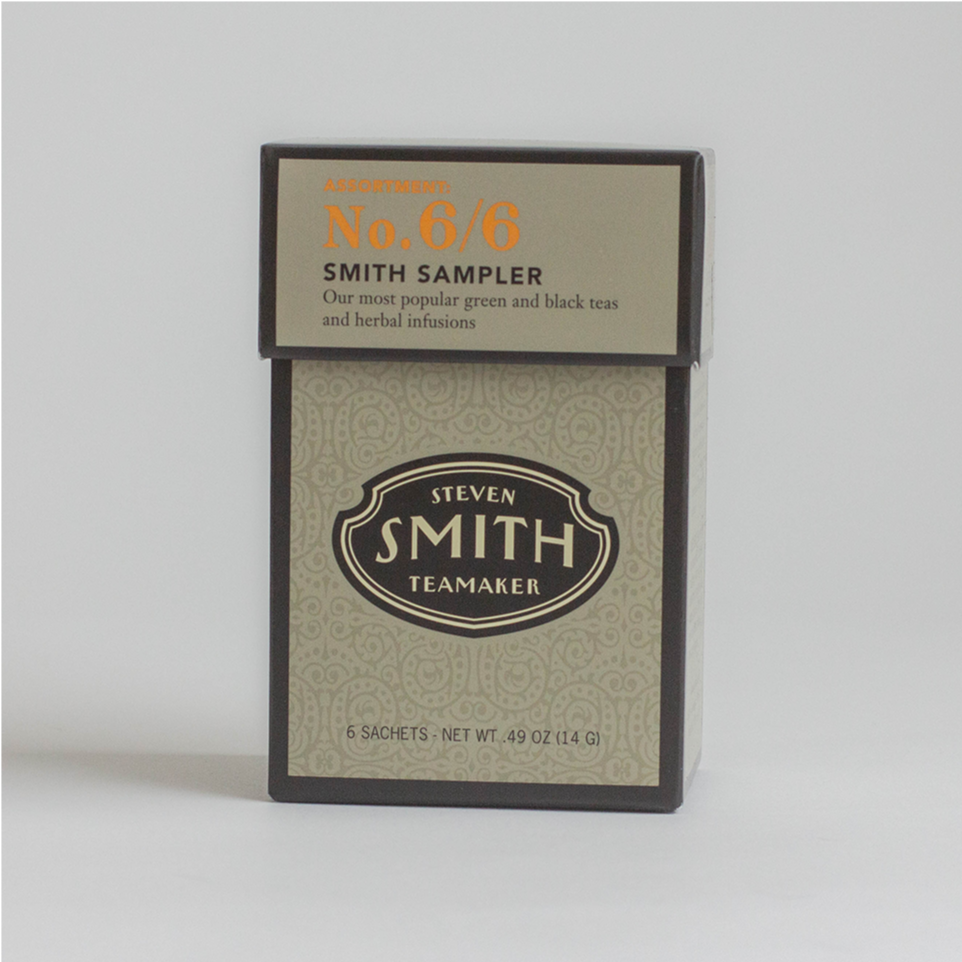 ASSORTMENT:
No. 6/6
SMITH SAMPLER
Our most popular green and black teas
and herbal infusions
STEVEN
SMITH
TEAMAKER
6 SACHETS - NET WT .49 OZ (14 G)